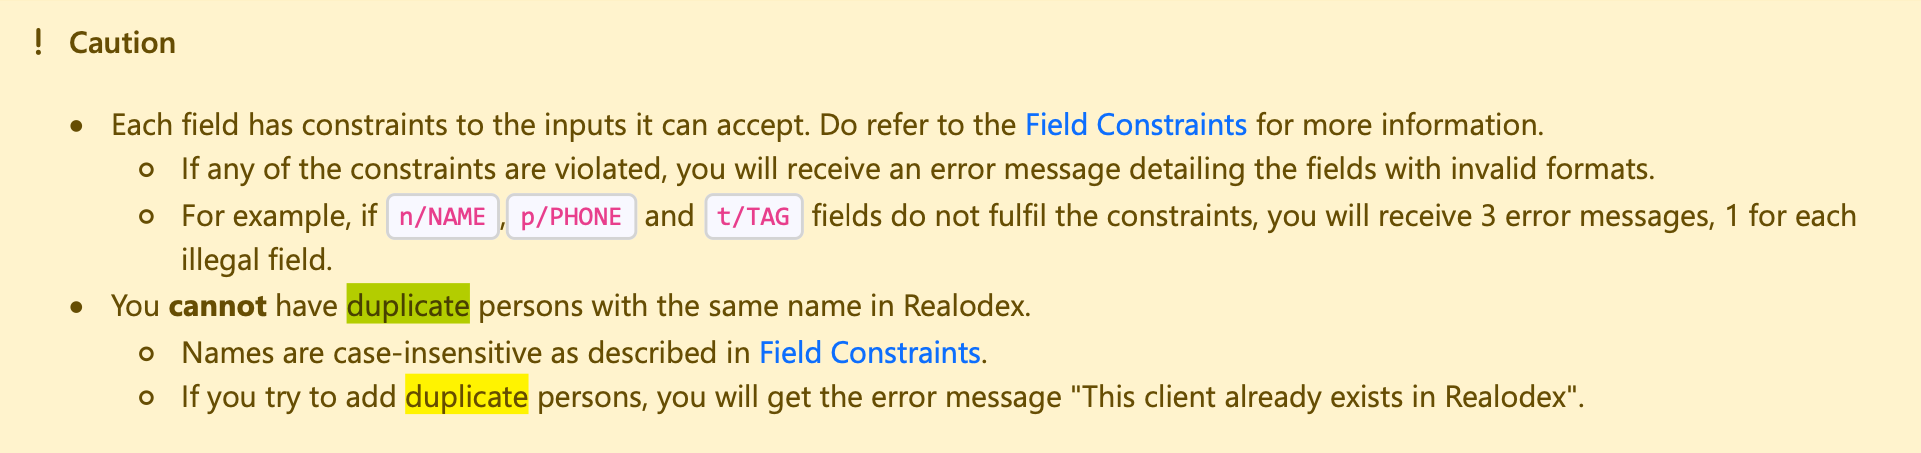 ! Caution
• Each field has constraints to the inputs it can accept. Do refer to the Field Constraints for more information.
◦ If any of the constraints are violated, you will receive an error message detailing the fields with invalid formats.
◦ For example, if n/NAME, p/PHONE and t/TAG fields do not fulfil the constraints, you will receive 3 error messages, 1 for each
illegal field.
• You cannot have duplicate persons with the same name in Realodex.
◦ Names are case-insensitive as described in Field Constraints.
◦ If you try to add duplicate persons, you will get the error message "This client already exists in Realodex".